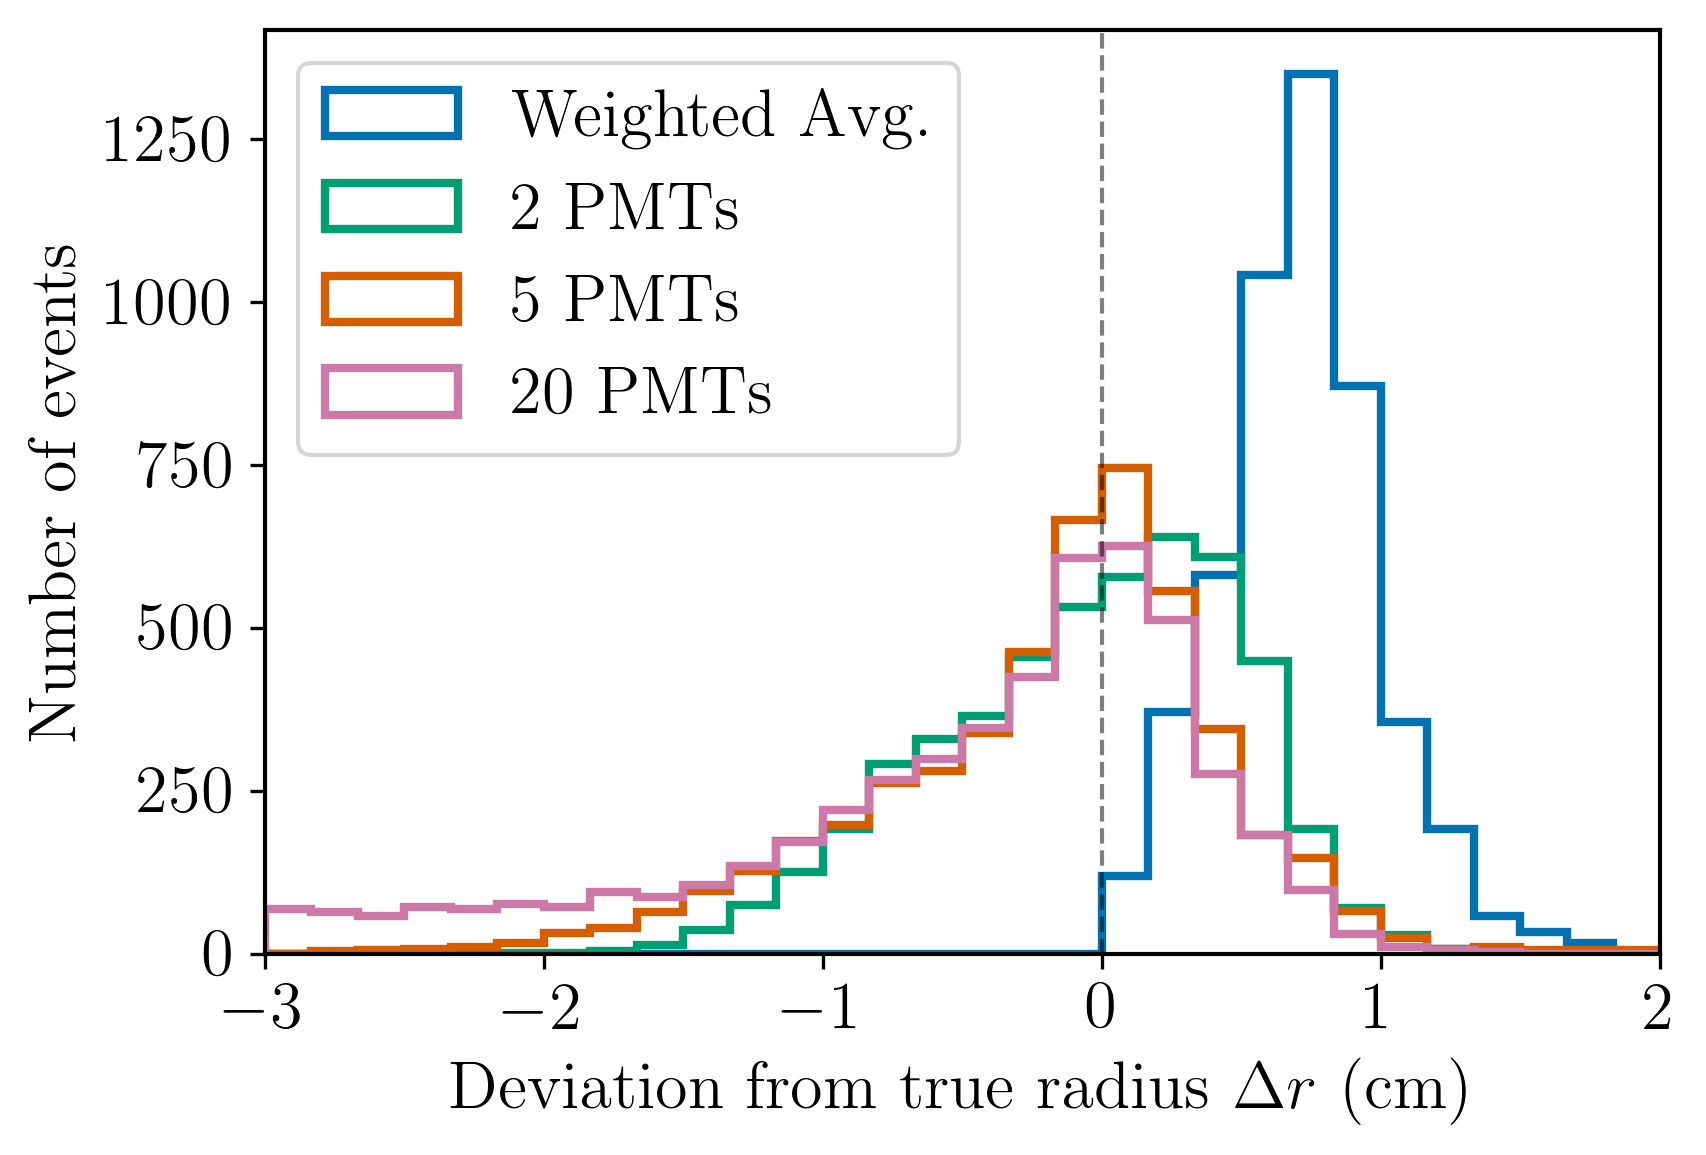 Weighted Avg.
2 PMTs
5 PMTs
20 PMTs
Number of events
1250
1000
750
500
250
0
−3
−2
−1
0
1
2
Deviation from true radius Δr (cm)